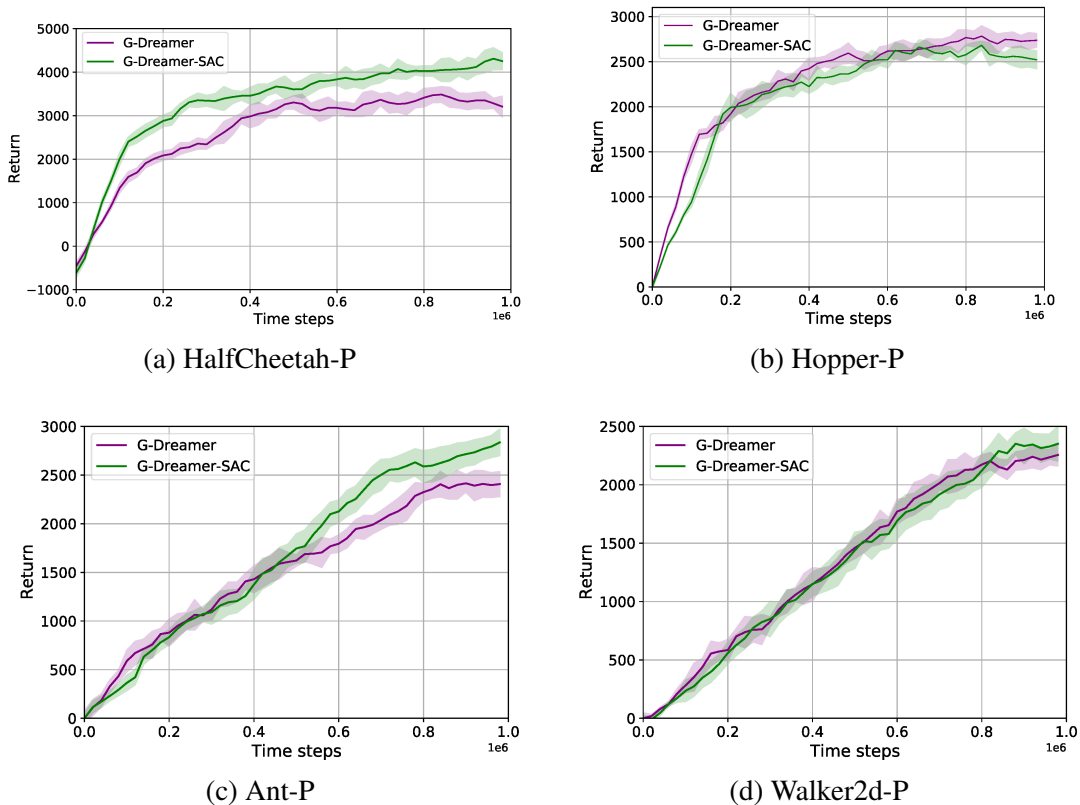 5000
4000
3000
2000
1000
0
−1000
Return
G-Dreamer
G-Dreamer-SAC
0.0 0.2 0.4 0.6 0.8 1.0
1e6
Time steps
(a) HalfCheetah-P
3000
2500
2000
1500
1000
500
0
Return
G-Dreamer
G-Dreamer-SAC
0.0 0.2 0.4 0.6 0.8 1.0
1e6
Time steps
(b) Hopper-P
3000
2500
2000
1500
1000
500
0
Return
G-Dreamer
G-Dreamer-SAC
0.0 0.2 0.4 0.6 0.8 1.0
1e6
Time steps
(c) Ant-P
2500
2000
1500
1000
500
0
Return
G-Dreamer
G-Dreamer-SAC
0.0 0.2 0.4 0.6 0.8 1.0
1e6
Time steps
(d) Walker2d-P